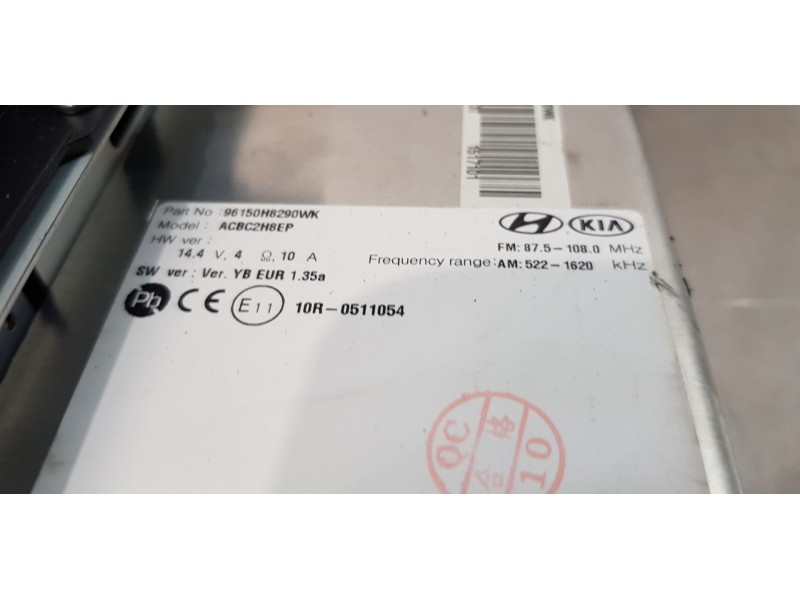 Part No : 96150H8290WK
Model : ACBC2H8EP
HW ver :
14.4 V, 4 Ω, 10 A
SW ver : Ver. YB EUR 1.35a
Pb CE E11 10R-0511054
KIA
FM: 87.5-108.0 MHz
Frequency range: AM: 522-1620 kHz
QC 合格 10